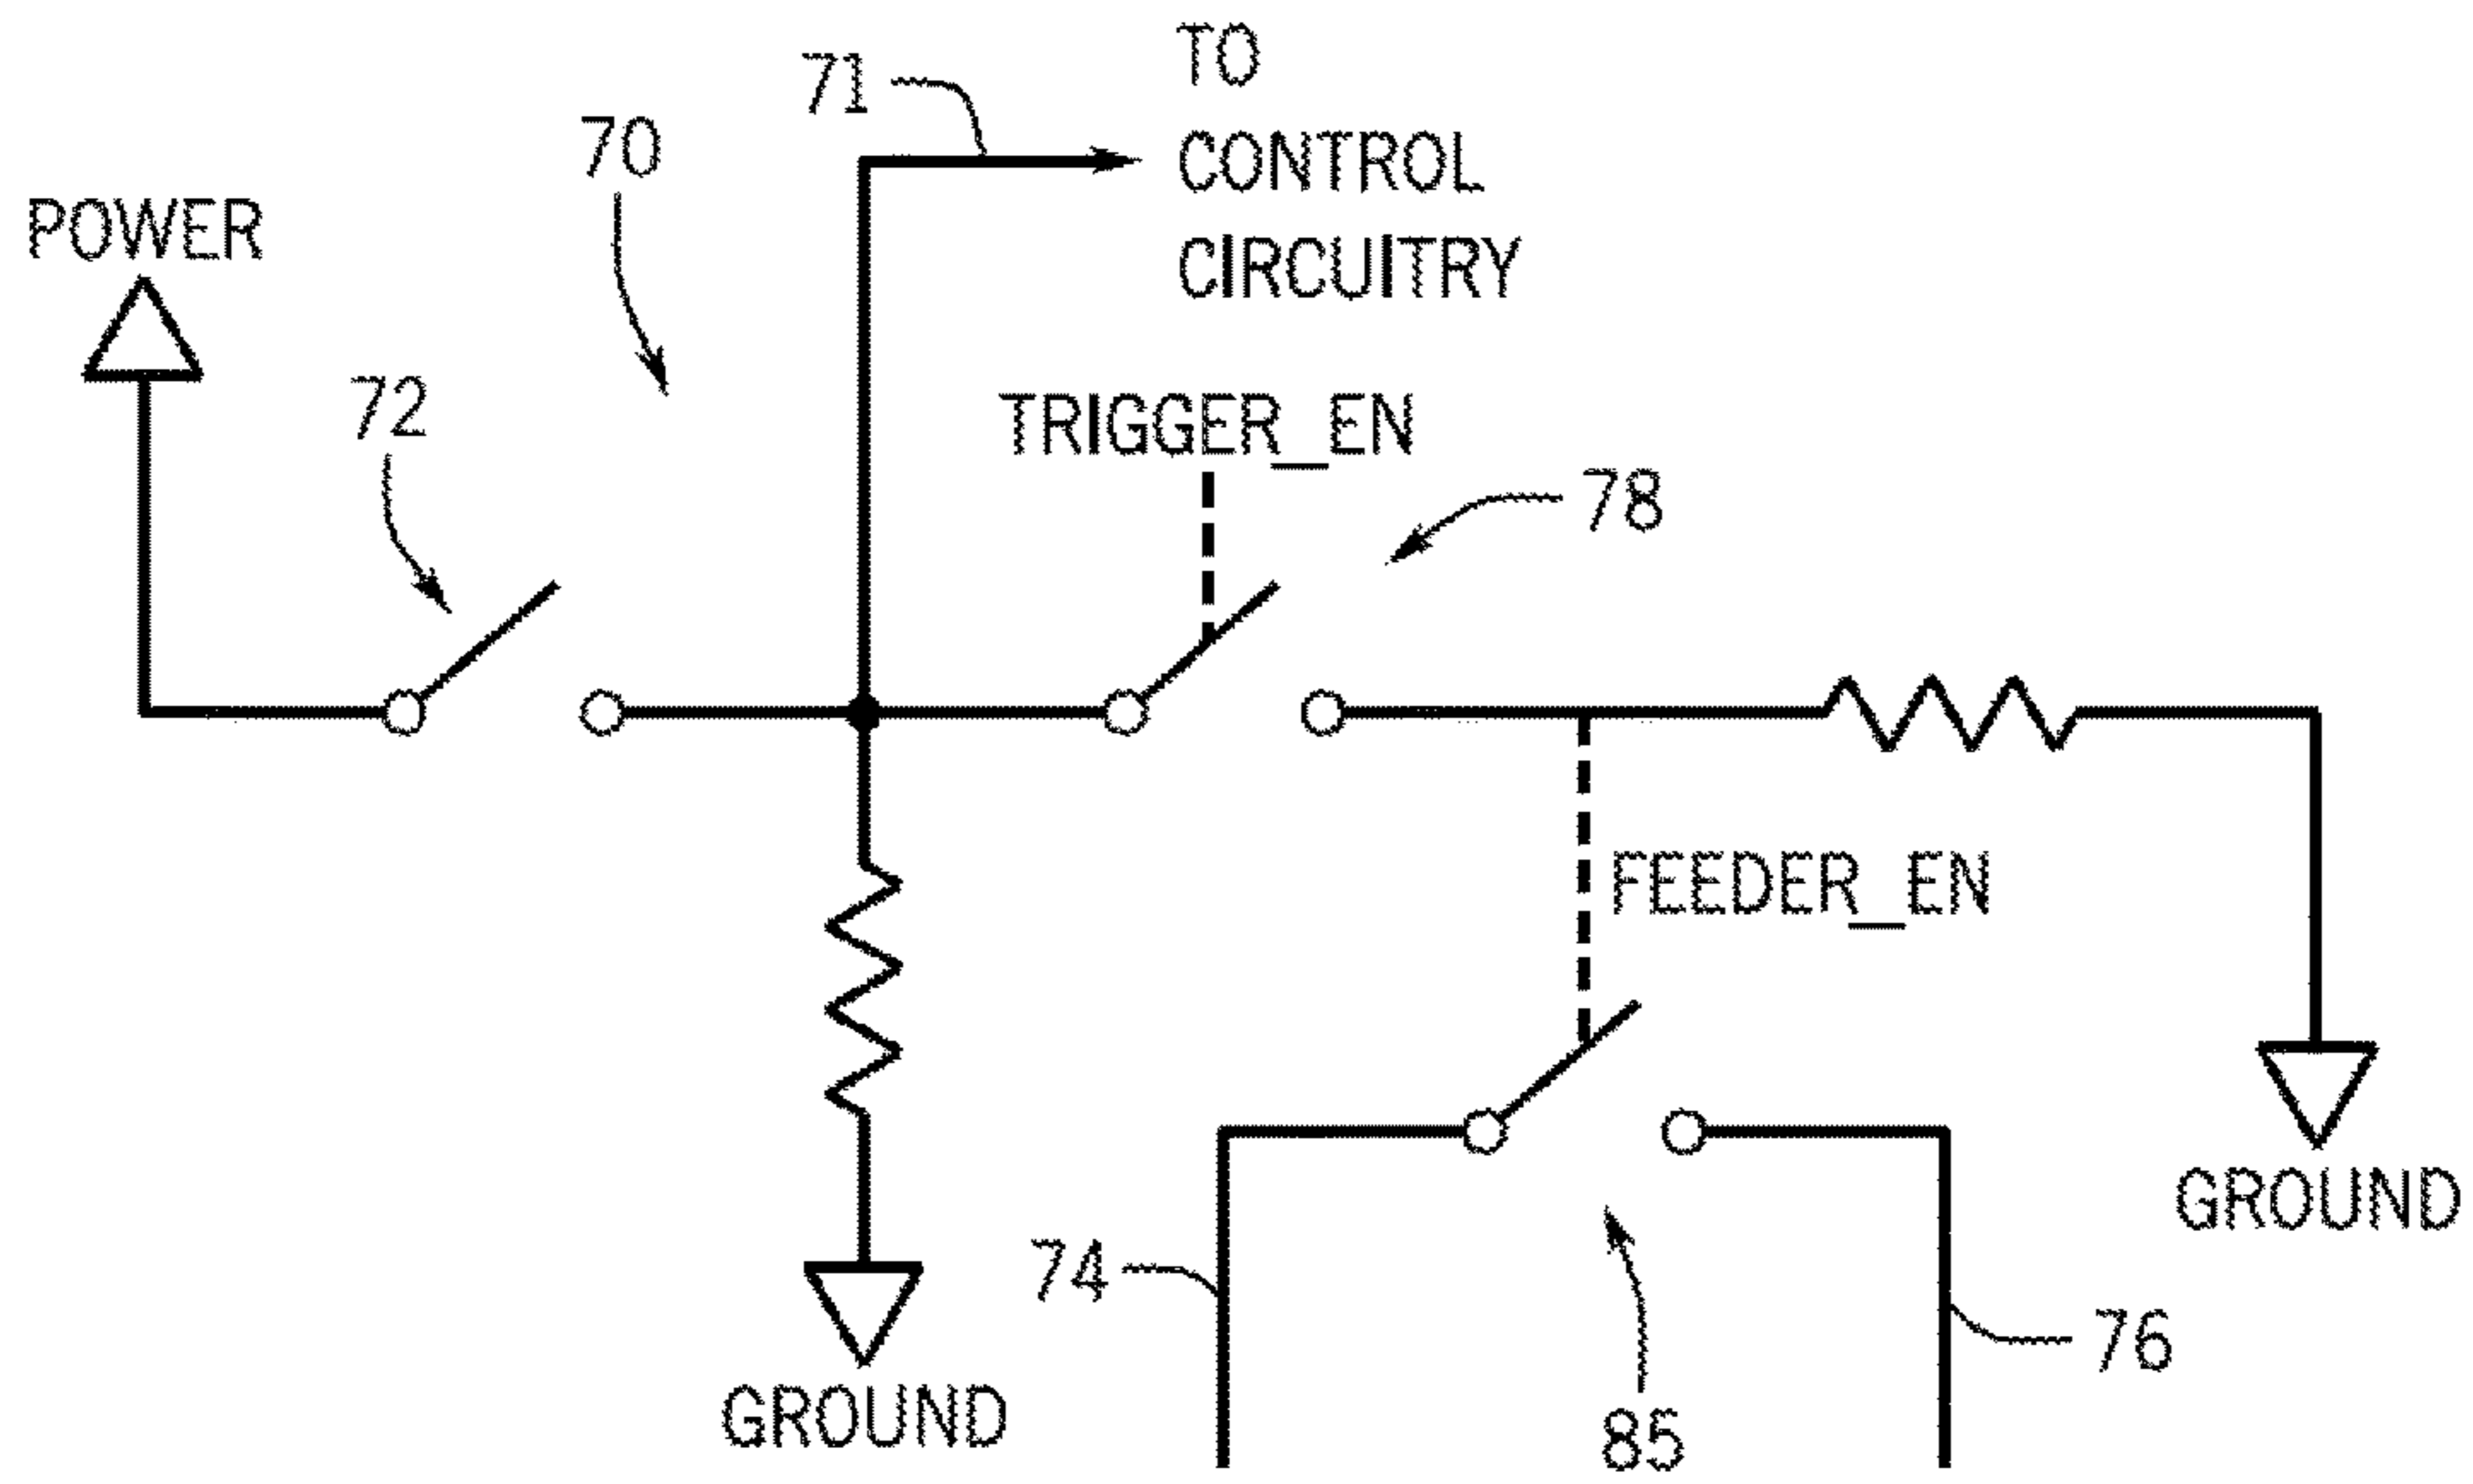 TO
CONTROL
CIRCUITRY
71
70
POWER
72
TRIGGER_EN
78
FEEDER_EN
74
GROUND
76
GROUND
85